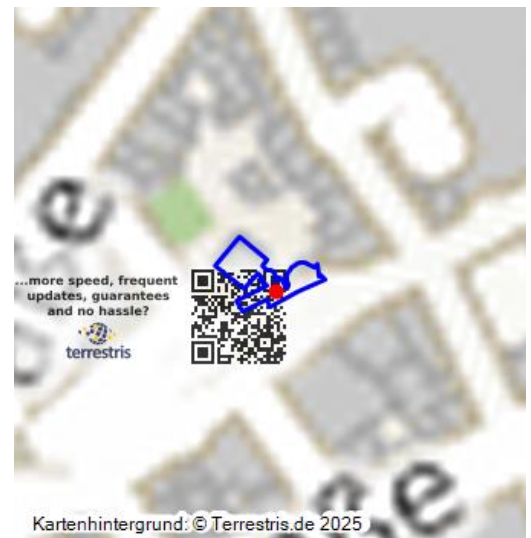 ...more speed, frequent
updates, guarantees
and no hassle?
terrestris
Kartenhintergrund: © Terrestris.de 2025